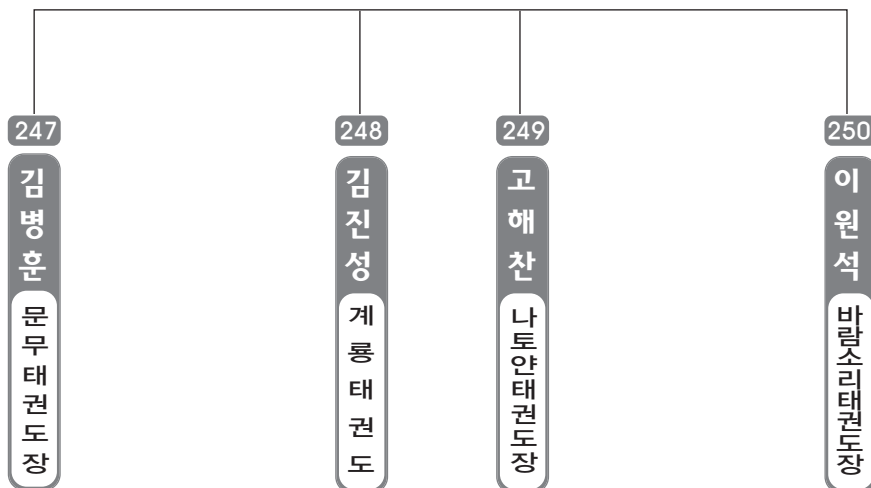 247
김병훈
문무태권도장
248
김진성
계룡태권도
249
고해찬
나토얀태권도장
250
이원석
바람소리태권도장